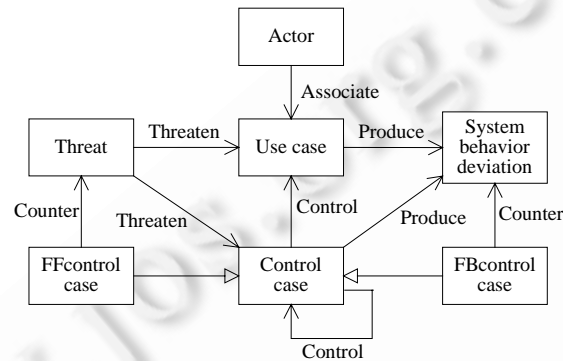 Actor
Associate
Threaten
Produce
Threat
Use case
System
behavior
deviation
Counter
Threaten
Control
Produce
Counter
FFcontrol
case
Control
case
FBcontrol
case
Control